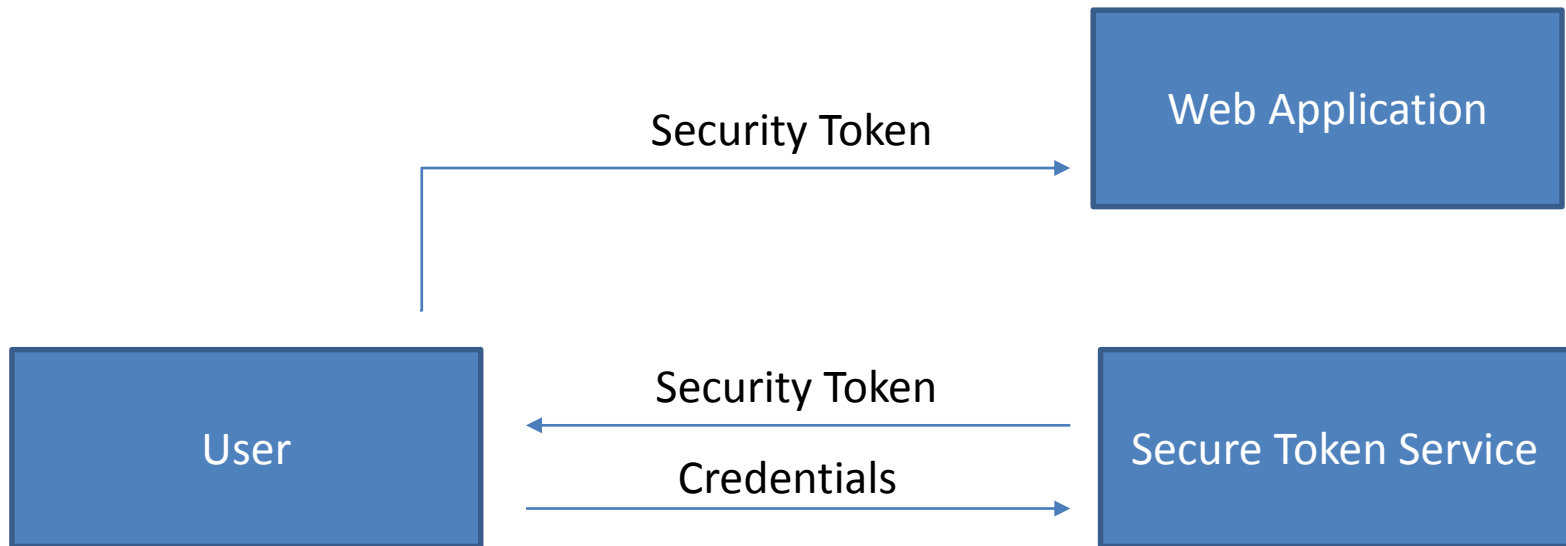 Web Application
Security Token
Security Token
User
Secure Token Service
Credentials